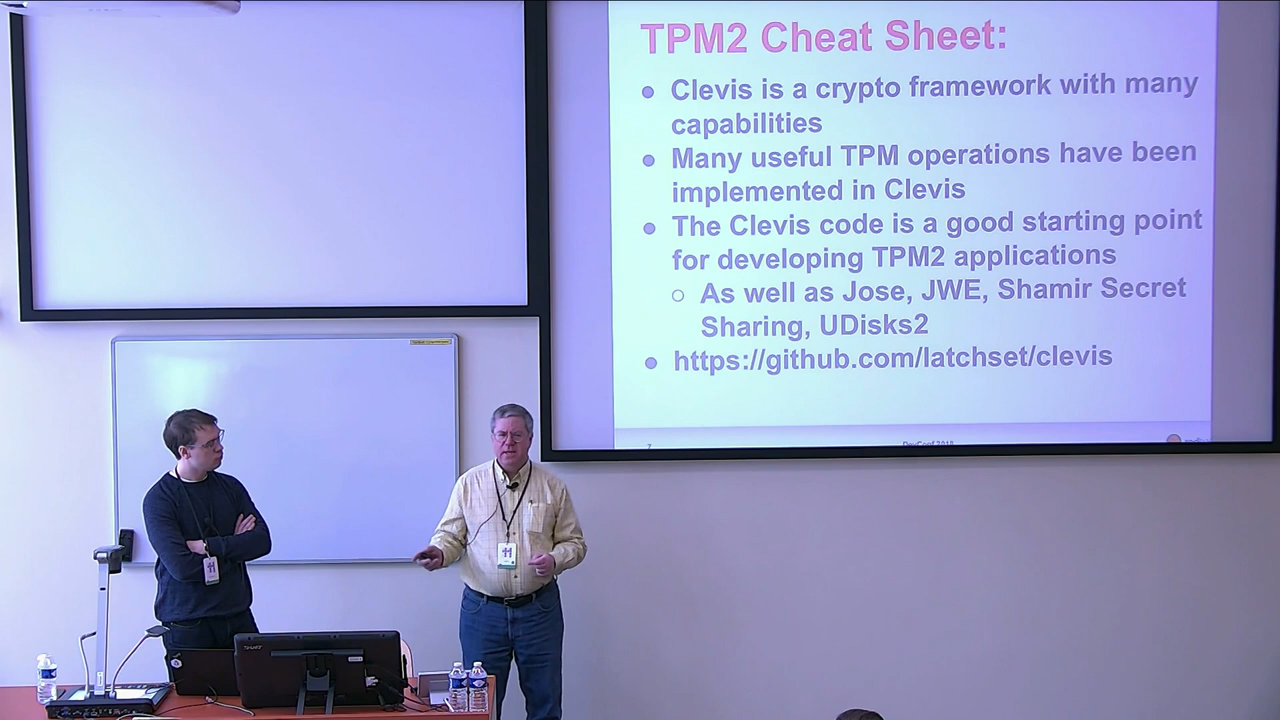 TPM2 Cheat Sheet:
Clevis is a crypto framework with many
capabilities
Many useful TPM operations have been
implemented in Clevis
The Clevis code is a good starting point
for developing TPM2 applications
As well as Jose, JWE, Shamir Secret
Sharing, UDisks2
https://github.com/latchset/clevis
7